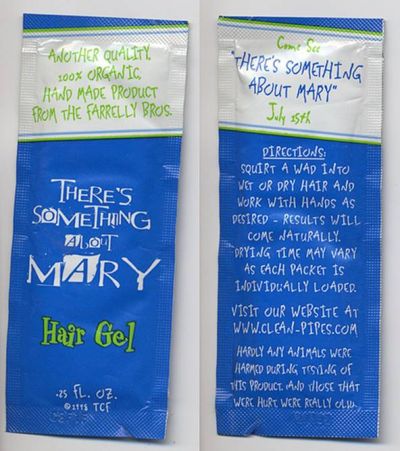 ANOTHER QUALITY,
100% ORGANIC,
HAND MADE PRODUCT
FROM THE FARRELLY BROS.
THERE'S
SOMETHING
ABOUT
MARY
Hair Gel
.25 FL. OZ.
©1998 TCF
Come See
"THERE'S SOMETHING
ABOUT MARY"
July 15th
DIRECTIONS:
SQUIRT A WAD INTO
WET OR DRY HAIR AND
WORK WITH HANDS AS
DESIRED - RESULTS WILL
COME NATURALLY.
DRYING TIME MAY VARY
AS EACH PACKET IS
INDIVIDUALLY LOADED.
VISIT OUR WEBSITE AT
WWW.CLEAN-PIPES.COM
HARDLY ANY ANIMALS WERE
HARMED DURING TESTING OF
THIS PRODUCT. AND THOSE THAT
WERE HURT WERE REALLY OLD.